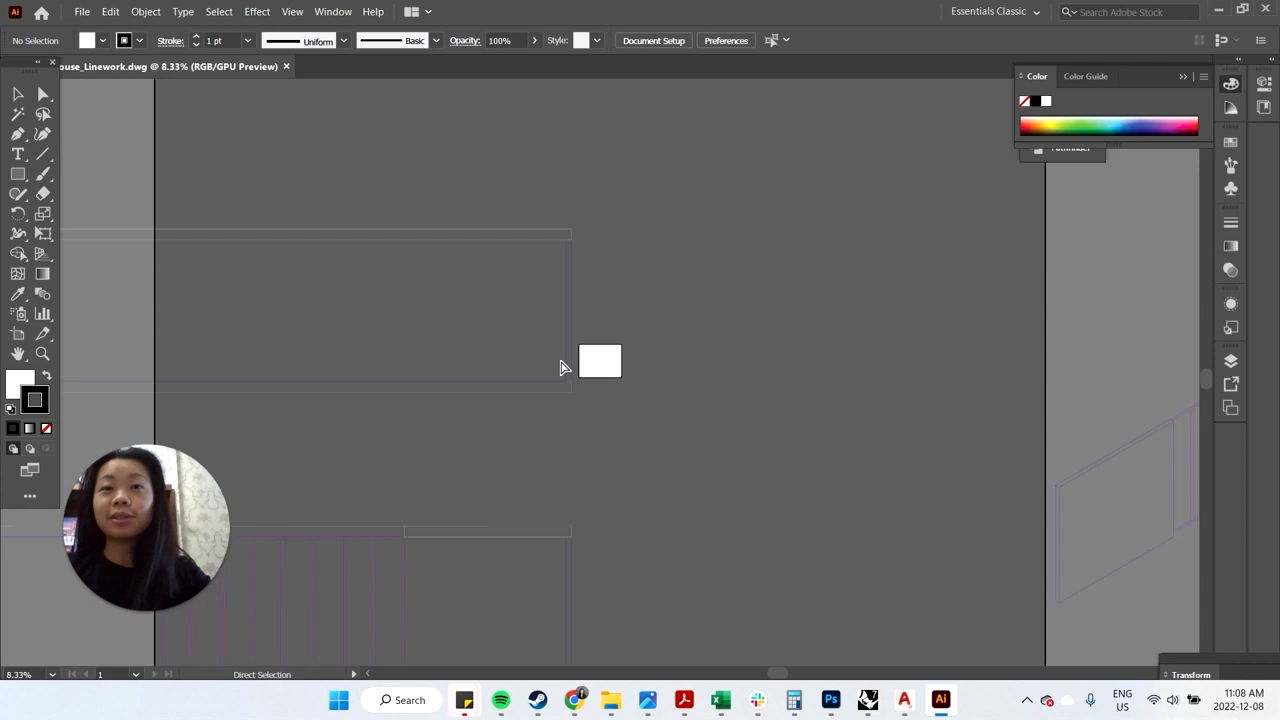 Ai File Edit Object Type Select Effect View Window Help Essentials Classic Search Adobe Stock
No Selection Stroke: 1 pt Uniform Basic Opacity: 100% Style: Document Setup Preferences
ouse_Linework.dwg @ 8.33% (RGB/GPU Preview) ×
Color Color Guide
Pathfinder
8.33% 1 Direct Selection Transform
Search ENG US 11:08 AM 2022-12-08